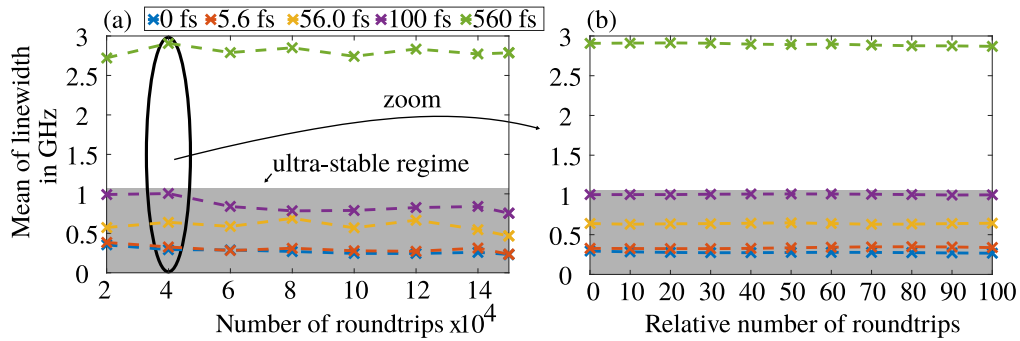 (a) 0 fs 5.6 fs 56.0 fs 100 fs 560 fs (b)
3 3
2.5 2.5
2 zoom 2
1.5 ultra-stable regime 1.5
1 1
0.5 0.5
0 0
Mean of linewidth
in GHz
2 4 6 8 10 12 14 0 10 20 30 40 50 60 70 80 90 100
Number of roundtrips x10^4 Relative number of roundtrips